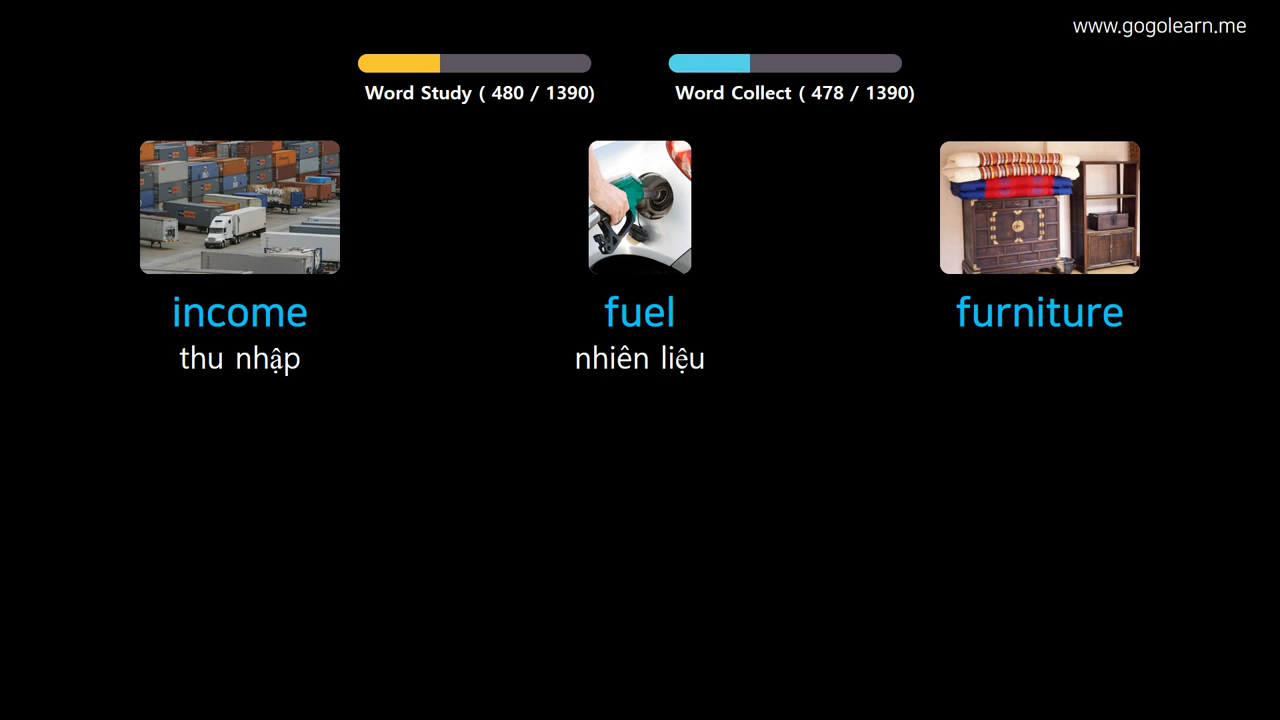 www.gogolearn.me
Word Study ( 480 / 1390)
Word Collect ( 478 / 1390)
income
fuel
furniture
thu nhập
nhiên liệu